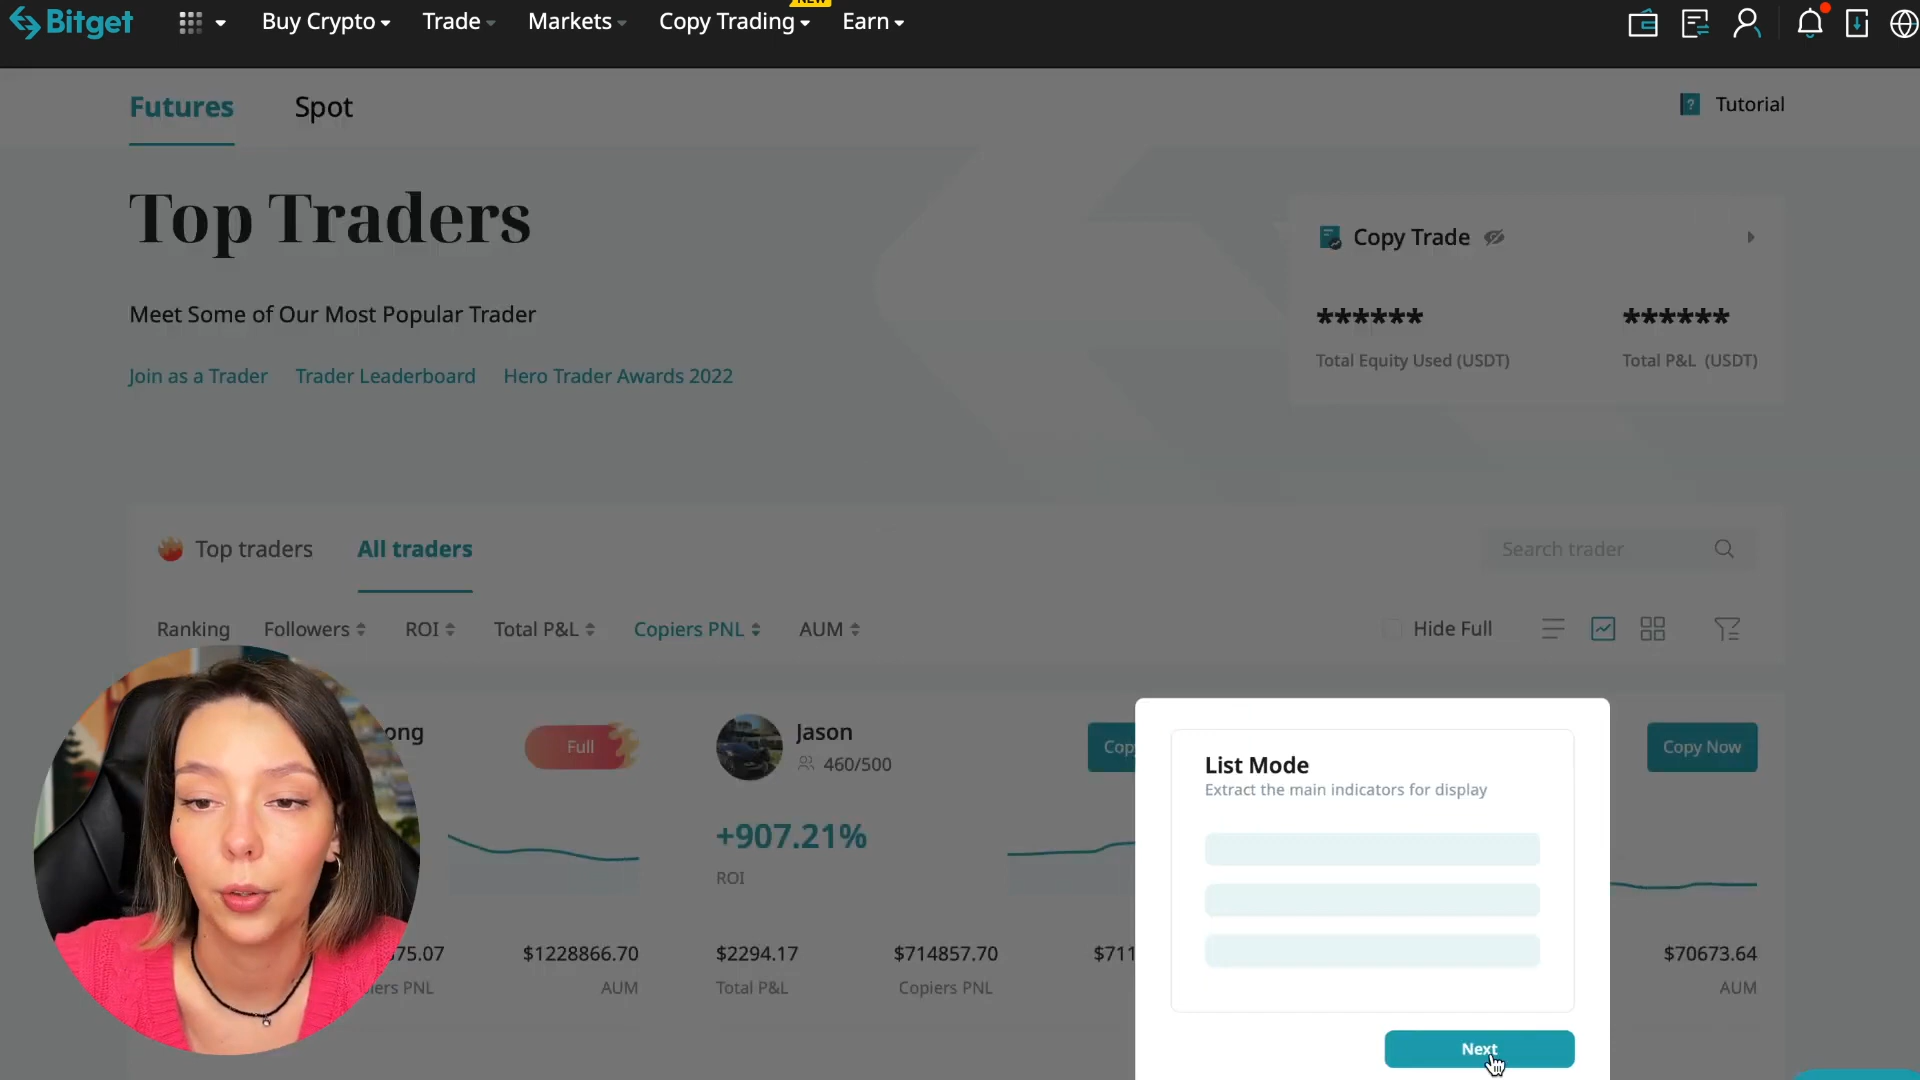 Bitget
Buy Crypto
Trade
Markets
Copy Trading
NEW
Earn
Futures
Spot
Tutorial
Top Traders
Meet Some of Our Most Popular Trader
Join as a Trader
Trader Leaderboard
Hero Trader Awards 2022
Copy Trade
******
******
Total Equity Used (USDT)
Total P&L (USDT)
Top traders
All traders
Search trader
Ranking
Followers
ROI
Total P&L
Copiers PNL
AUM
Hide Full
ong
Full
Jason
460/500
Cop
Copy Now
List Mode
Extract the main indicators for display
+907.21%
ROI
75.07
$1228866.70
$2294.17
$714857.70
$711
$70673.64
iers PNL
AUM
Total P&L
Copiers PNL
AUM
Next